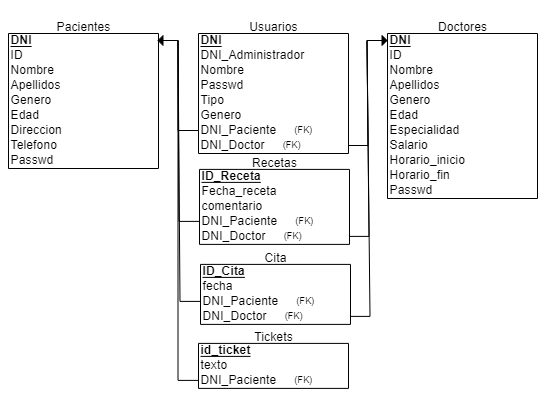 Pacientes
DNI
ID
Nombre
Apellidos
Genero
Edad
Direccion
Telefono
Passwd
Usuarios
DNI
DNI_Administrador
Nombre
Passwd
Tipo
Genero
DNI_Paciente (FK)
DNI_Doctor (FK)
Recetas
ID_Receta
Fecha_receta
comentario
DNI_Paciente (FK)
DNI_Doctor (FK)
Cita
ID_Cita
fecha
DNI_Paciente (FK)
DNI_Doctor (FK)
Tickets
id_ticket
texto
DNI_Paciente (FK)
Doctores
DNI
ID
Nombre
Apellidos
Genero
Edad
Especialidad
Salario
Horario_inicio
Horario_fin
Passwd